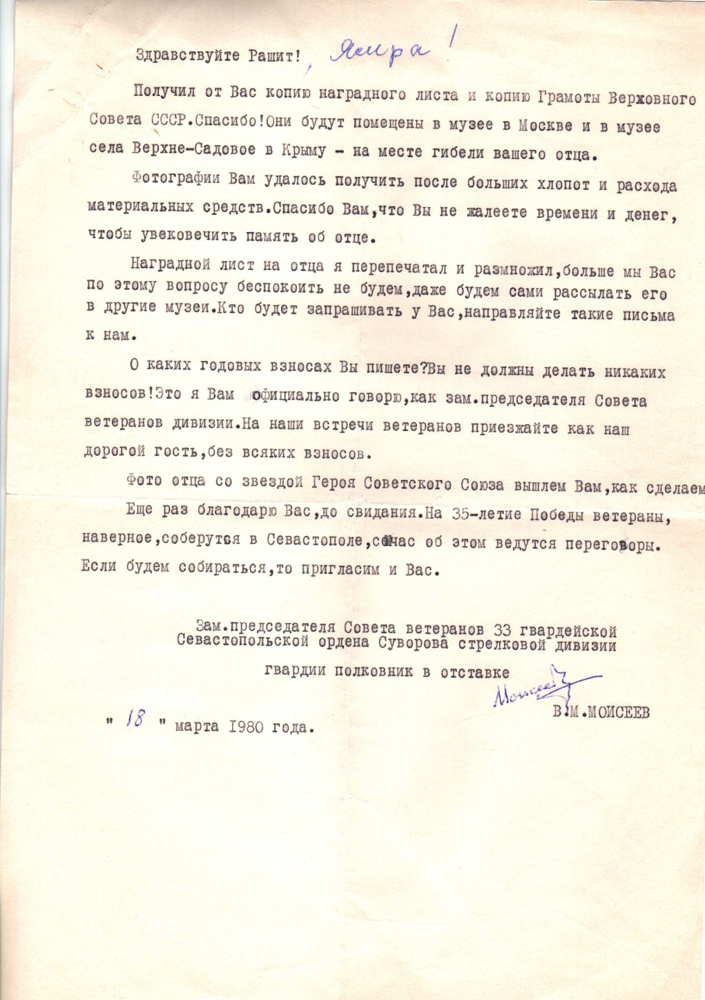 Здравствуйте Рашит! , Ямра!
Получил от Вас копию наградного листа и копию Грамоты Верховного
Совета СССР.Спасибо!Они будут помещены в музее в Москве и в музее
села Верхне-Садовое в Крыму - на месте гибели вашего отца.
Фотографии Вам удалось получить после больших хлопот и расхода
материальных средств.Спасибо Вам,что Вы не жалеете времени и денег,
чтобы увековечить память об отце.
Наградной лист на отца я перепечатал и размножил,больше мы Вас
по этому вопросу беспокоить не будем,даже будем сами рассылать его
в другие музеи.Кто будет запрашивать у Вас,направляйте такие письма
к нам.
О каких годовых взносах Вы пишете?Вы не должны делать никаких
взносов!Это я Вам официально говорю,как зам.председателя Совета
ветеранов дивизии.На наши встречи ветеранов приезжайте как наш
дорогой гость,без всяких взносов.
Фото отца со звездой Героя Советского Союза вышлем Вам,как сделаем
Еще раз благодарю Вас,до свидания.На 35-летие Победы ветераны,
наверное,соберутся в Севастополе,сейчас об этом ведутся переговоры.
Если будем собираться,то пригласим и Вас.
Зам.председателя Совета ветеранов 33 гвардейской
Севастопольской ордена Суворова стрелковой дивизии
гвардии полковник в отставке
Моисеев
В.М.МОИСЕЕВ
" 18 " марта 1980 года.